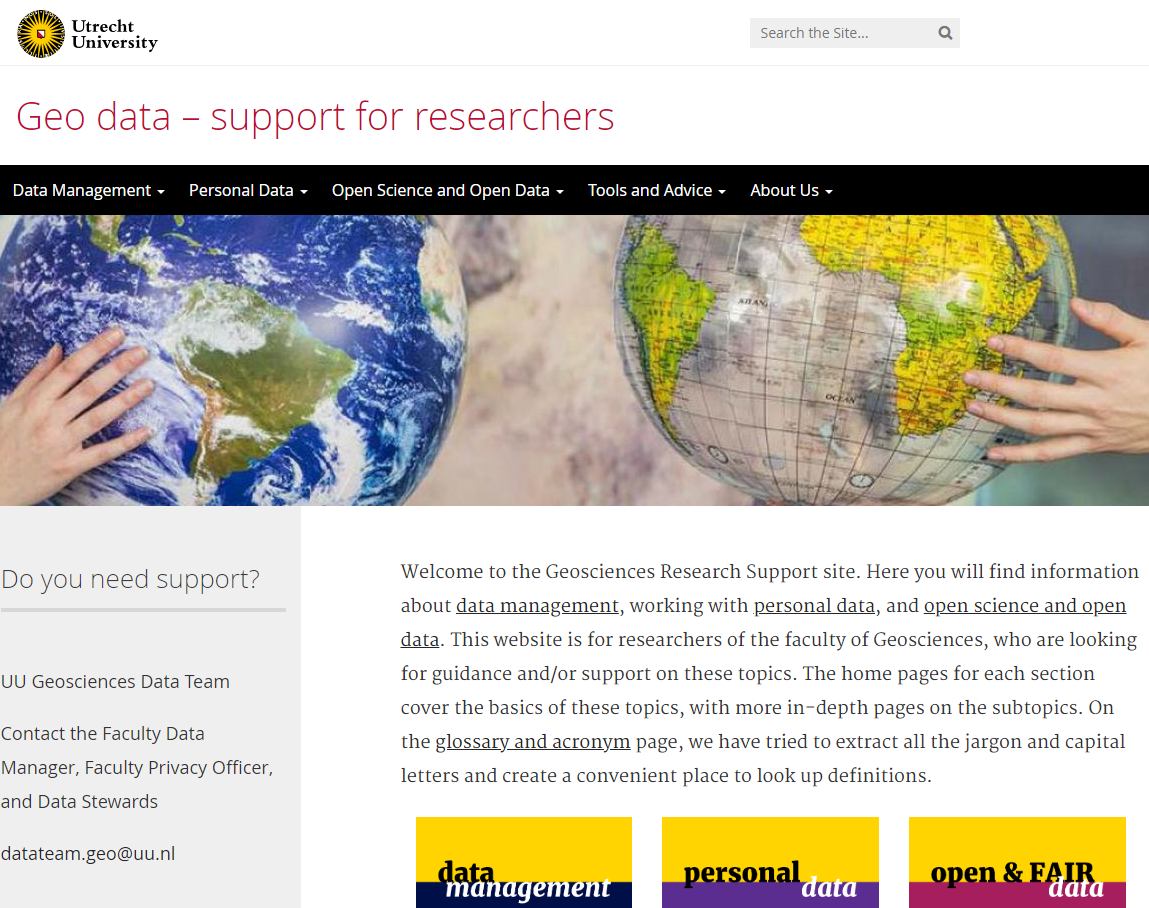 Utrecht
University
Search the Site...
Geo data – support for researchers
Data Management
Personal Data
Open Science and Open Data
Tools and Advice
About Us
ATLANT
OCEAN
Do you need support?
UU Geosciences Data Team
Contact the Faculty Data
Manager, Faculty Privacy Officer,
and Data Stewards
datateam.geo@uu.nl
Welcome to the Geosciences Research Support site. Here you will find information
about data management, working with personal data, and open science and open
data. This website is for researchers of the faculty of Geosciences, who are looking
for guidance and/or support on these topics. The home pages for each section
cover the basics of these topics, with more in-depth pages on the subtopics. On
the glossary and acronym page, we have tried to extract all the jargon and capital
letters and create a convenient place to look up definitions.
data
management
personal
data
open & FAIR
data